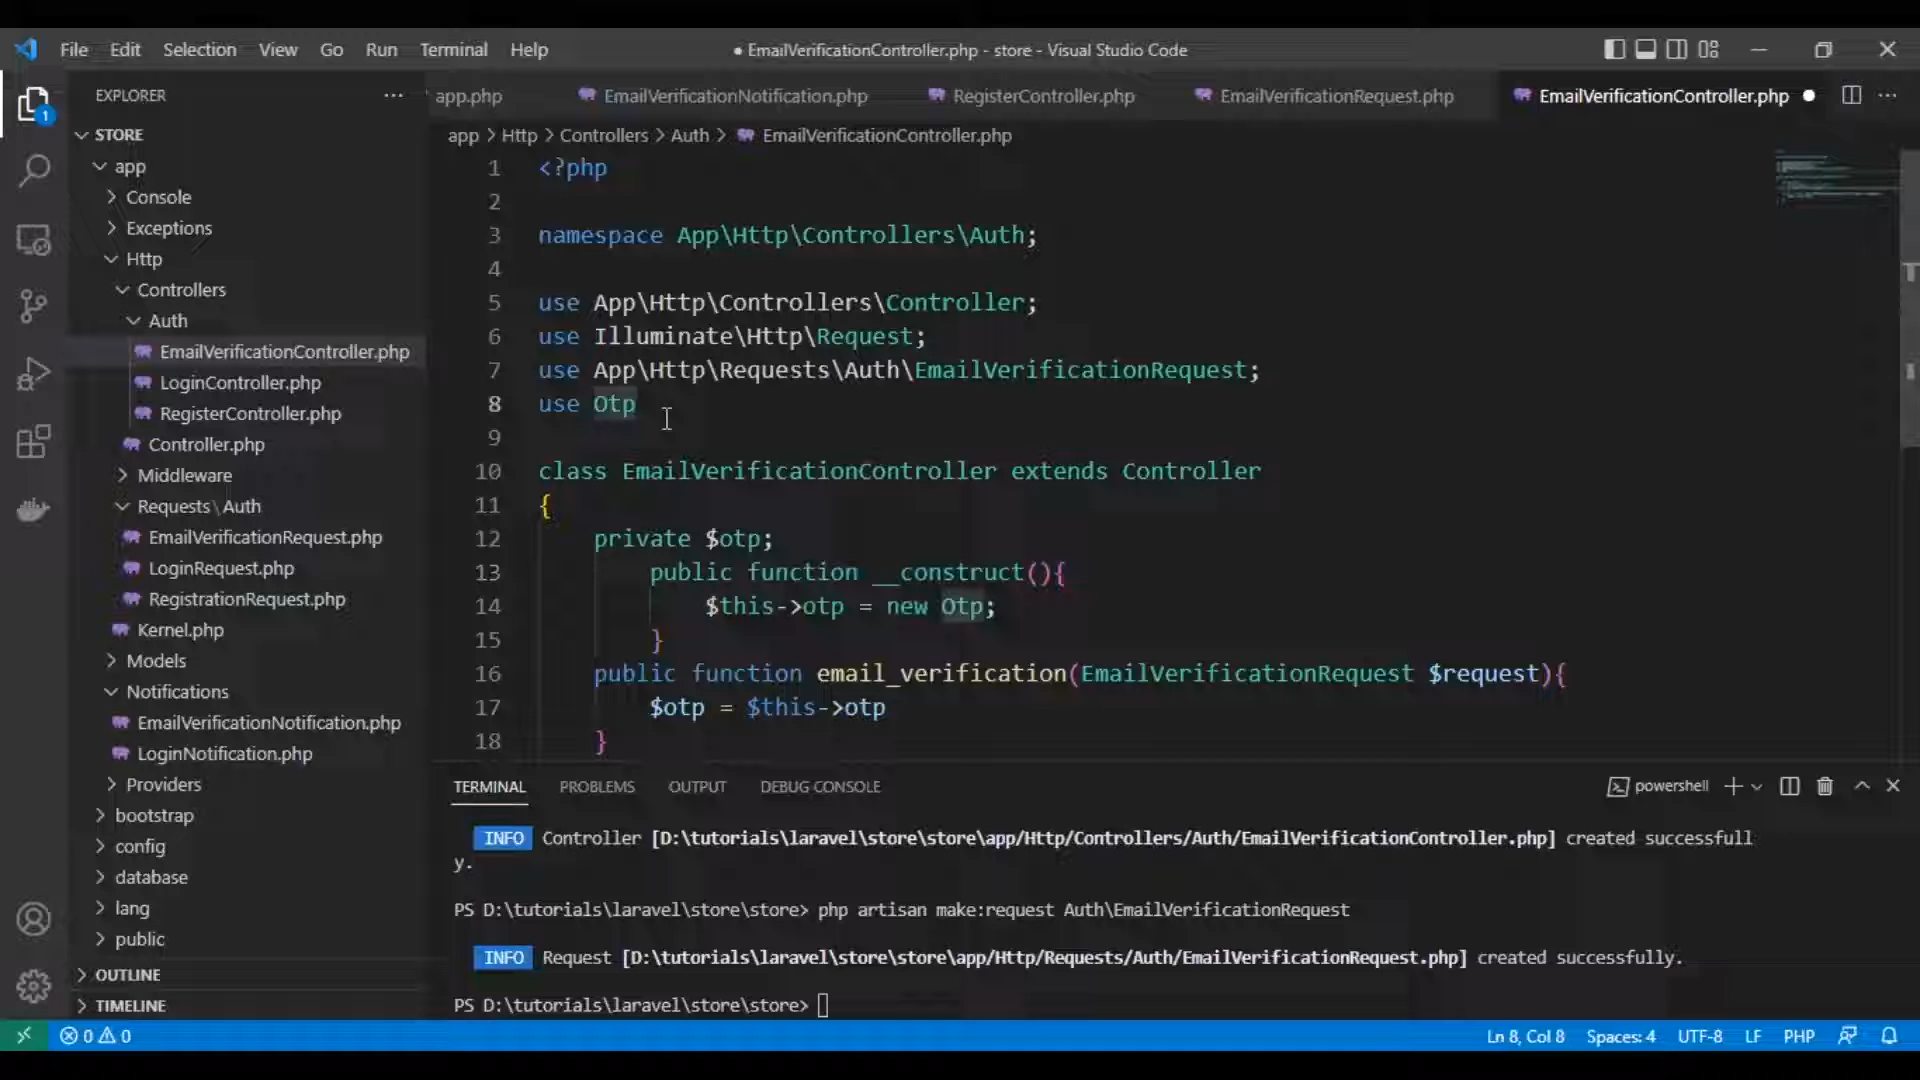 File Edit Selection View Go Run Terminal Help
● EmailVerificationController.php - store - Visual Studio Code
EXPLORER ···
app.php EmailVerificationNotification.php RegisterController.php EmailVerificationRequest.php EmailVerificationController.php ● ···
1
STORE
app > Http > Controllers > Auth > EmailVerificationController.php
app
Console
Exceptions
Http
Controllers
Auth
EmailVerificationController.php
LoginController.php
RegisterController.php
Controller.php
Middleware
Requests\Auth
EmailVerificationRequest.php
LoginRequest.php
RegistrationRequest.php
Kernel.php
Models
Notifications
EmailVerificationNotification.php
LoginNotification.php
Providers
bootstrap
config
database
lang
public
OUTLINE
TIMELINE
1 <?php
2
3 namespace App\Http\Controllers\Auth;
4
5 use App\Http\Controllers\Controller;
6 use Illuminate\Http\Request;
7 use App\Http\Requests\Auth\EmailVerificationRequest;
8 use Otp
9
10 class EmailVerificationController extends Controller
11 {
12 private $otp;
13 public function __construct(){
14 $this->otp = new Otp;
15 }
16 public function email_verification(EmailVerificationRequest $request){
17 $otp = $this->otp
18 }
TERMINAL PROBLEMS OUTPUT DEBUG CONSOLE powershell
INFO Controller [D:\tutorials\laravel\store\store\app/Http/Controllers/Auth/EmailVerificationController.php] created successfull
y.
PS D:\tutorials\laravel\store\store> php artisan make:request Auth\EmailVerificationRequest
INFO Request [D:\tutorials\laravel\store\store\app/Http/Requests/Auth/EmailVerificationRequest.php] created successfully.
PS D:\tutorials\laravel\store\store>
0 0 Ln 8, Col 8 Spaces: 4 UTF-8 LF PHP